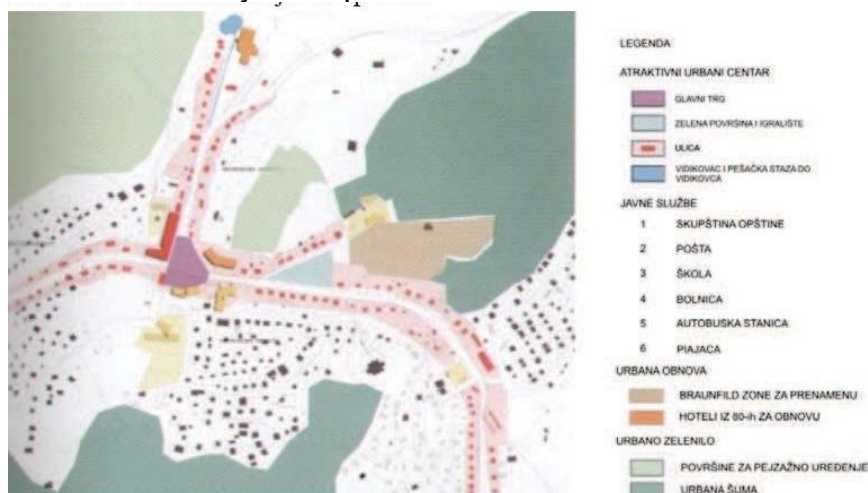 LEGENDA
ATRAKTIVNI URBANI CENTAR
GLAVNI TRG
ZELENA POVRŠINA I IGRALIŠTE
ULICA
VIDIKOVAC I PEŠAČKA STAZA DO
VIDIKOVCA
JAVNE SLUŽBE
1 SKUPŠTINA OPŠTINE
2 POŠTA
3 ŠKOLA
4 BOLNICA
5 AUTOBUSKA STANICA
6 PIAJACA
URBANA OBNOVA
BRAUNFILD ZONE ZA PRENAMENU
HOTELI IZ 80-ih ZA OBNOVU
URBANO ZELENILO
POVRŠINE ZA PEJZAŽNO UREĐENJE
URBANA ŠUMA